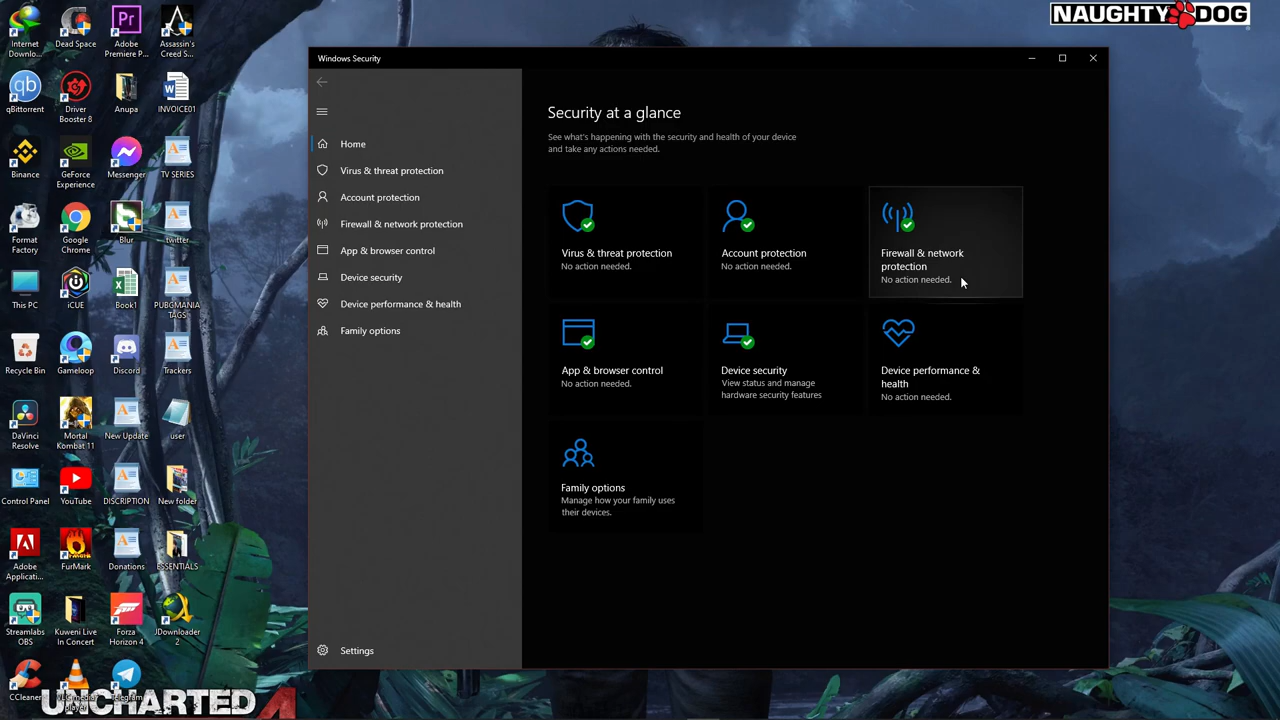 NAUGHTY DOG
Internet
Downlo...
Dead Space
Adobe
Premiere P...
Assassin's
Creed S...
qBittorrent
Driver
Booster 8
Anupa
INVOICE01
Binance
GeForce
Experience
Messenger
TV SERIES
Format
Factory
Google
Chrome
Blur
twitter
This PC
iCUE
Book1
PUBGMANIA
TAGS
Recycle Bin
Gameloop
Discord
Trackers
DaVinci
Resolve
Mortal
Kombat 11
New Update
user
Control Panel
YouTube
DISCRIPTION
New folder
Adobe
Applicati...
FurMark
Donations
ESSENTIALS
Streamlabs
OBS
Kuweni Live
In Concert
Forza
Horizon 4
JDownloader
2
CCleaner
VLC media
player
Telegram
UNCHARTED 4
Windows Security
Home
Virus & threat protection
Account protection
Firewall & network protection
App & browser control
Device security
Device performance & health
Family options
Settings
Security at a glance
See what's happening with the security and health of your device
and take any actions needed.
Virus & threat protection
No action needed.
Account protection
No action needed.
Firewall & network
protection
No action needed.
App & browser control
No action needed.
Device security
View status and manage
hardware security features
Device performance &
health
No action needed.
Family options
Manage how your family uses
their devices.